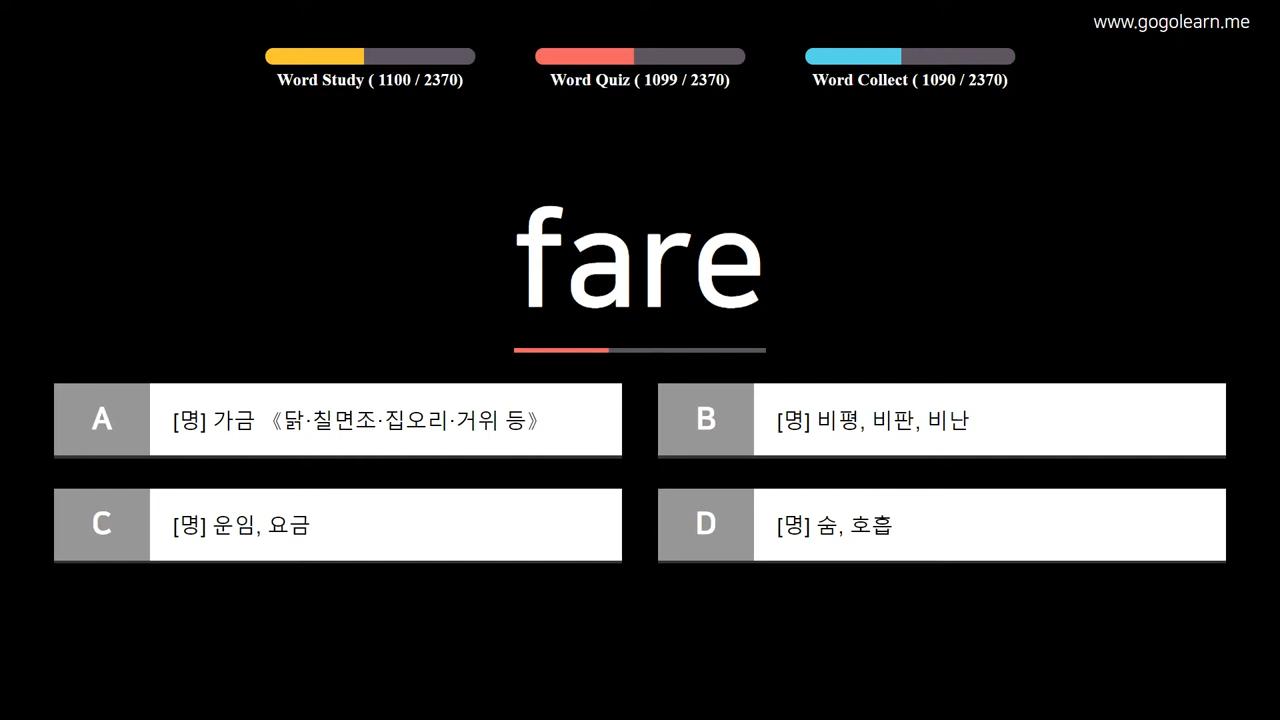 www.gogolearn.me
Word Study ( 1100 / 2370)
Word Quiz ( 1099 / 2370)
Word Collect ( 1090 / 2370)
fare
A
[명] 가금 《닭·칠면조·집오리·거위 등》
B
[명] 비평, 비판, 비난
C
[명] 운임, 요금
D
[명] 숨, 호흡